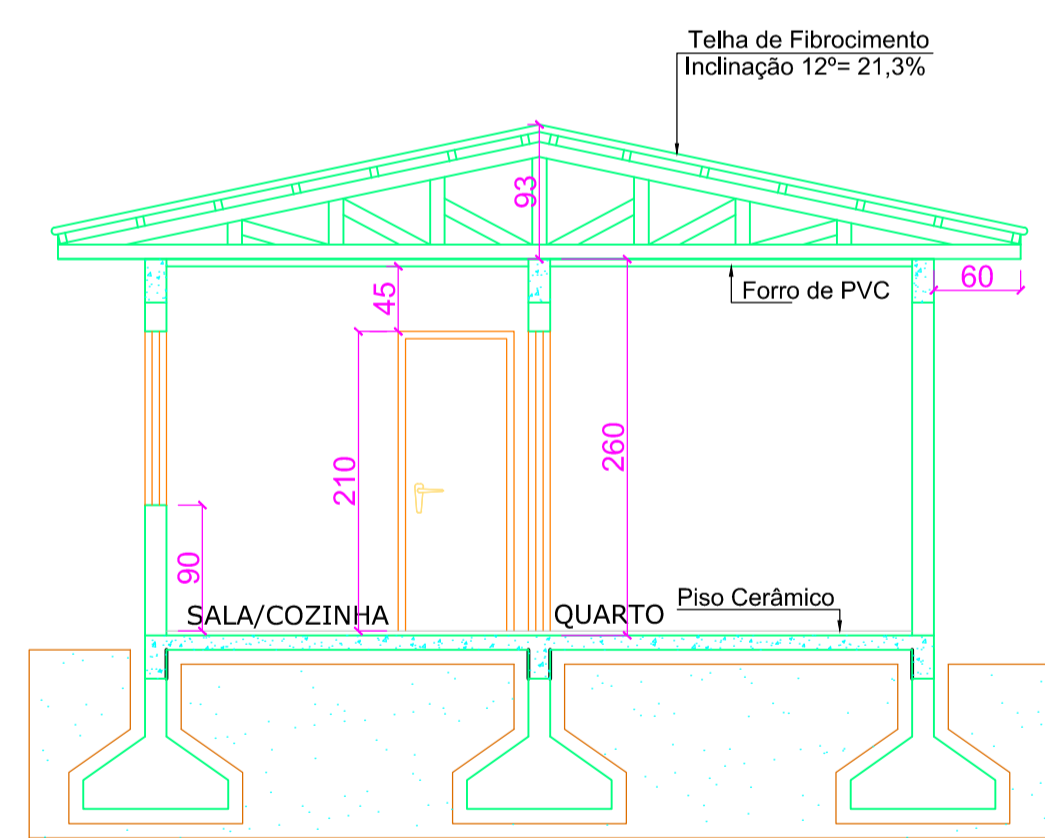 Telha de Fibrocimento
Inclinação 12º= 21,3%
93
60
45
Forro de PVC
260
210
90
SALA/COZINHA
QUARTO
Piso Cerâmico